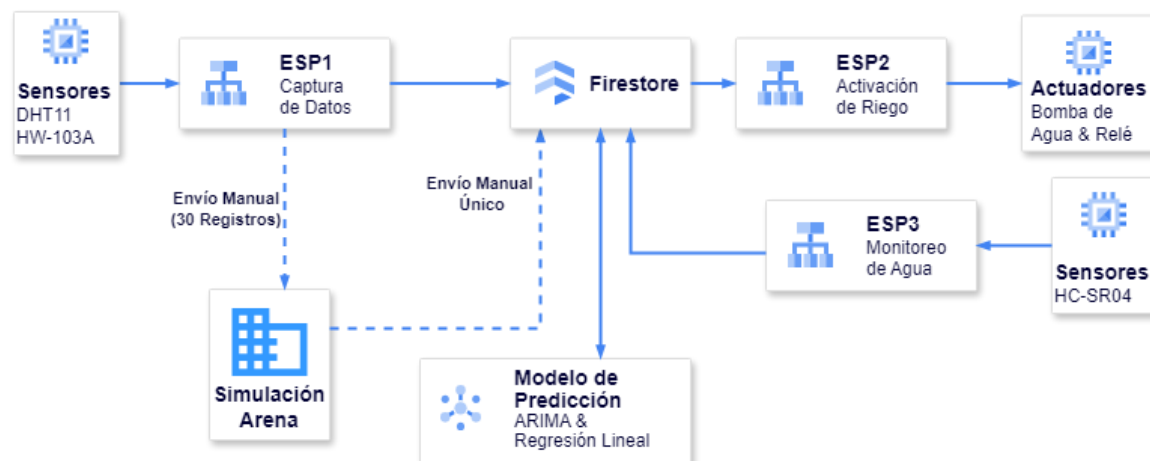 Sensores
DHT11
HW-103A
ESP1
Captura
de Datos
Firestore
ESP2
Activación
de Riego
Actuadores
Bomba de
Agua & Relé
Envío Manual
(30 Registros)
Envío Manual
Único
ESP3
Monitoreo
de Agua
Sensores
HC-SR04
Simulación
Arena
Modelo de
Predicción
ARIMA &
Regresión Lineal